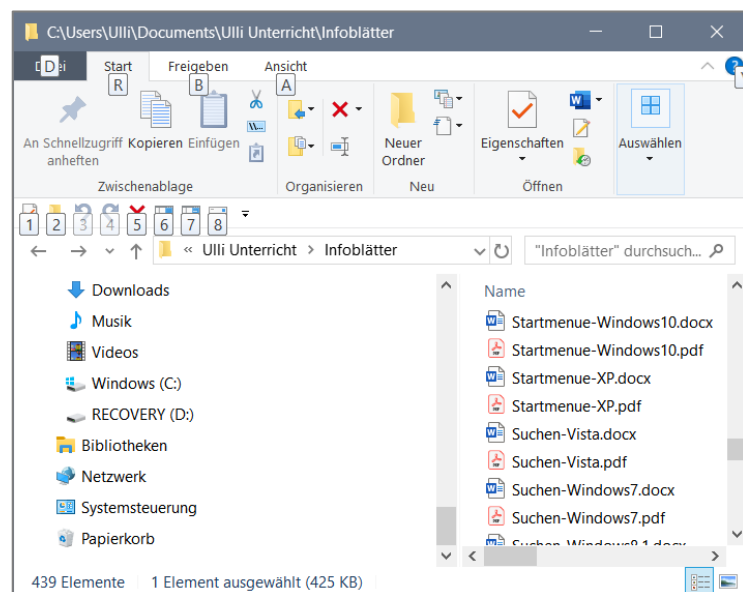 C:\Users\Ulli\Documents\Ulli Unterricht\Infoblätter
D Start Freigeben Ansicht
R B A
An Schnellzugriff anheften
Kopieren
Einfügen
Neuer Ordner
Eigenschaften
Auswählen
Zwischenablage Organisieren Neu Öffnen
1 2 3 4 5 6 7 8
« Ulli Unterricht > Infoblätter
"Infoblätter" durchsuch...
Downloads
Musik
Videos
Windows (C:)
RECOVERY (D:)
Bibliotheken
Netzwerk
Systemsteuerung
Papierkorb
Name
Startmenue-Windows10.docx
Startmenue-Windows10.pdf
Startmenue-XP.docx
Startmenue-XP.pdf
Suchen-Vista.docx
Suchen-Vista.pdf
Suchen-Windows7.docx
Suchen-Windows7.pdf
Suchen-Windows8.1.docx
439 Elemente 1 Element ausgewählt (425 KB)